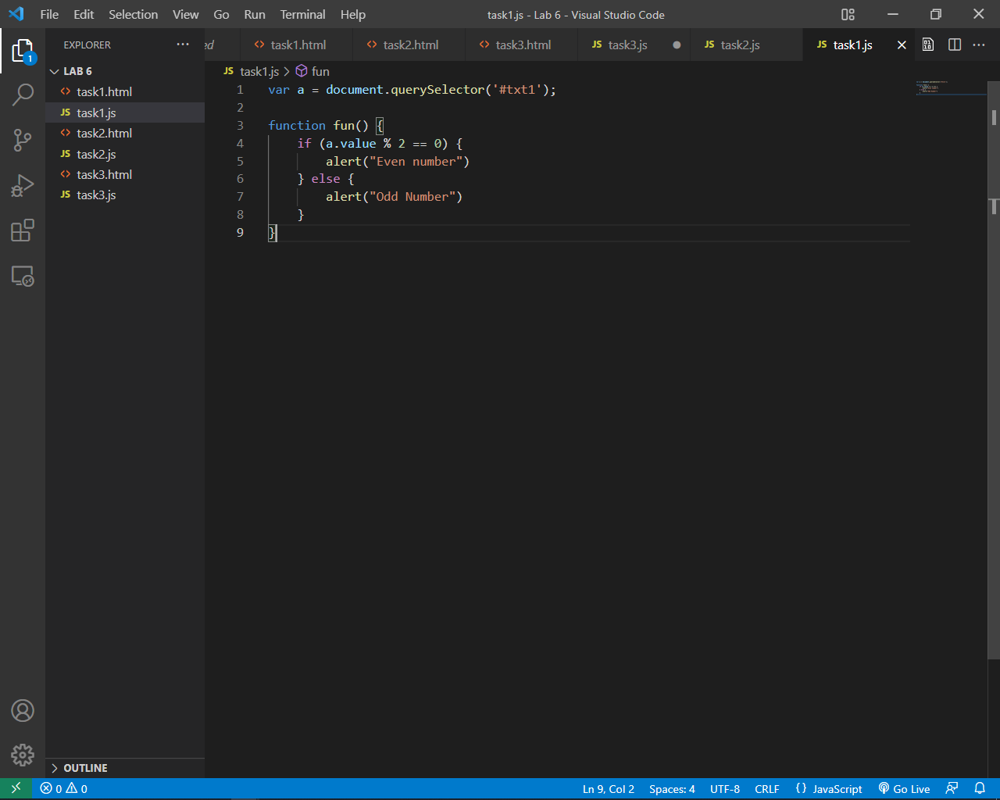 File Edit Selection View Go Run Terminal Help task1.js - Lab 6 - Visual Studio Code
EXPLORER ··· ed task1.html task2.html task3.html JS task3.js JS task2.js JS task1.js
LAB 6
task1.html
JS task1.js
task2.html
JS task2.js
task3.html
JS task3.js
1
JS task1.js > fun
1 var a = document.querySelector('#txt1');
2
3 function fun() {
4 if (a.value % 2 == 0) {
5 alert("Even number")
6 } else {
7 alert("Odd Number")
8 }
9 }
OUTLINE
0 0 Ln 9, Col 2 Spaces: 4 UTF-8 CRLF {} JavaScript Go Live